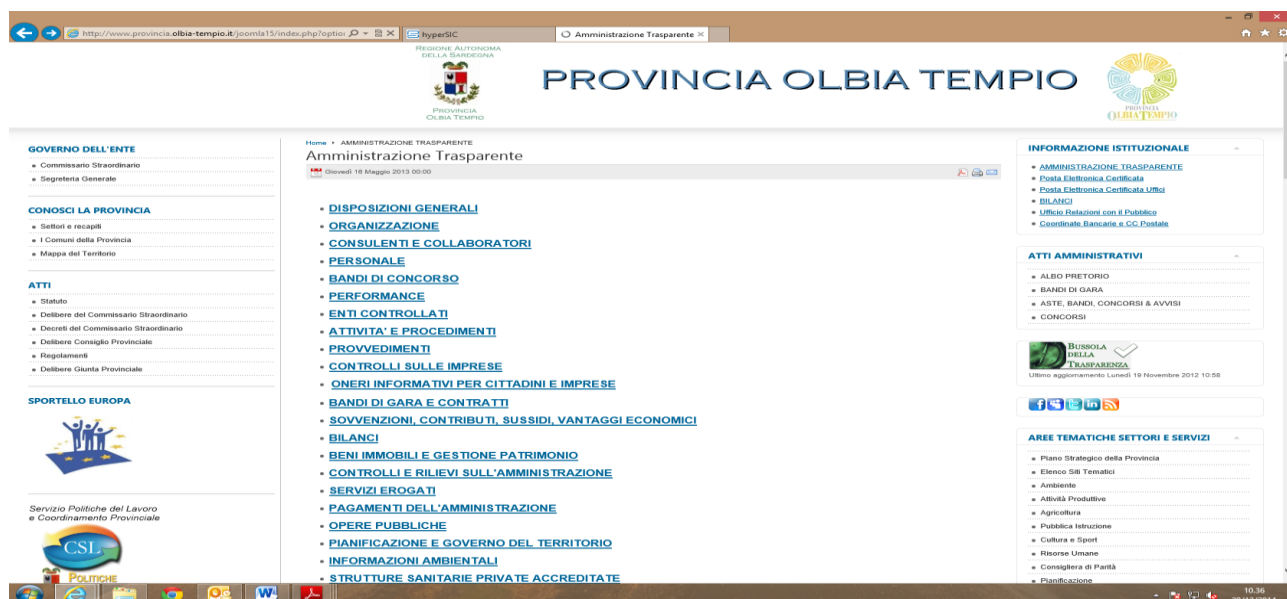 http://www.provincia.olbia-tempio.it/joomla15/index.php?option
hyperSIC
Amministrazione Trasparente
REGIONE AUTONOMA
DELLA SARDEGNA
PROVINCIA
OLBIA TEMPIO
PROVINCIA OLBIA TEMPIO
PROVINCIA
OLBIA TEMPIO
GOVERNO DELL'ENTE
Commissario Straordinario
Segreteria Generale
CONOSCI LA PROVINCIA
Settori e recapiti
I Comuni della Provincia
Mappa del Territorio
ATTI
Statuto
Delibere del Commissario Straordinario
Decreti del Commissario Straordinario
Delibere Consiglio Provinciale
Regolamenti
Delibere Giunta Provinciale
SPORTELLO EUROPA
Servizio Politiche del Lavoro
e Coordinamento Provinciale
CSL
POLITICHE
Home AMMINISTRAZIONE TRASPARENTE
Amministrazione Trasparente
Giovedì 16 Maggio 2013 00:00
DISPOSIZIONI GENERALI
ORGANIZZAZIONE
CONSULENTI E COLLABORATORI
PERSONALE
BANDI DI CONCORSO
PERFORMANCE
ENTI CONTROLLATI
ATTIVITA' E PROCEDIMENTI
PROVVEDIMENTI
CONTROLLI SULLE IMPRESE
ONERI INFORMATIVI PER CITTADINI E IMPRESE
BANDI DI GARA E CONTRATTI
SOVVENZIONI, CONTRIBUTI, SUSSIDI, VANTAGGI ECONOMICI
BILANCI
BENI IMMOBILI E GESTIONE PATRIMONIO
CONTROLLI E RILIEVI SULL'AMMINISTRAZIONE
SERVIZI EROGATI
PAGAMENTI DELL'AMMINISTRAZIONE
OPERE PUBBLICHE
PIANIFICAZIONE E GOVERNO DEL TERRITORIO
INFORMAZIONI AMBIENTALI
STRUTTURE SANITARIE PRIVATE ACCREDITATE
INFORMAZIONE ISTITUZIONALE
AMMINISTRAZIONE TRASPARENTE
Posta Elettronica Certificata
Posta Elettronica Certificata Uffici
BILANCI
Ufficio Relazioni con il Pubblico
Coordinate Bancarie e CC Postale
ATTI AMMINISTRATIVI
ALBO PRETORIO
BANDI DI GARA
ASTE, BANDI, CONCORSI & AVVISI
CONCORSI
BUSSOLA
DELLA
TRASPARENZA
Ultimo aggiornamento Lunedì 19 Novembre 2012 10:58
AREE TEMATICHE SETTORI E SERVIZI
Piano Strategico della Provincia
Elenco Siti Tematici
Ambiente
Attività Produttive
Agricoltura
Pubblica Istruzione
Cultura e Sport
Risorse Umane
Consigliera di Parità
Pianificazione
10.36